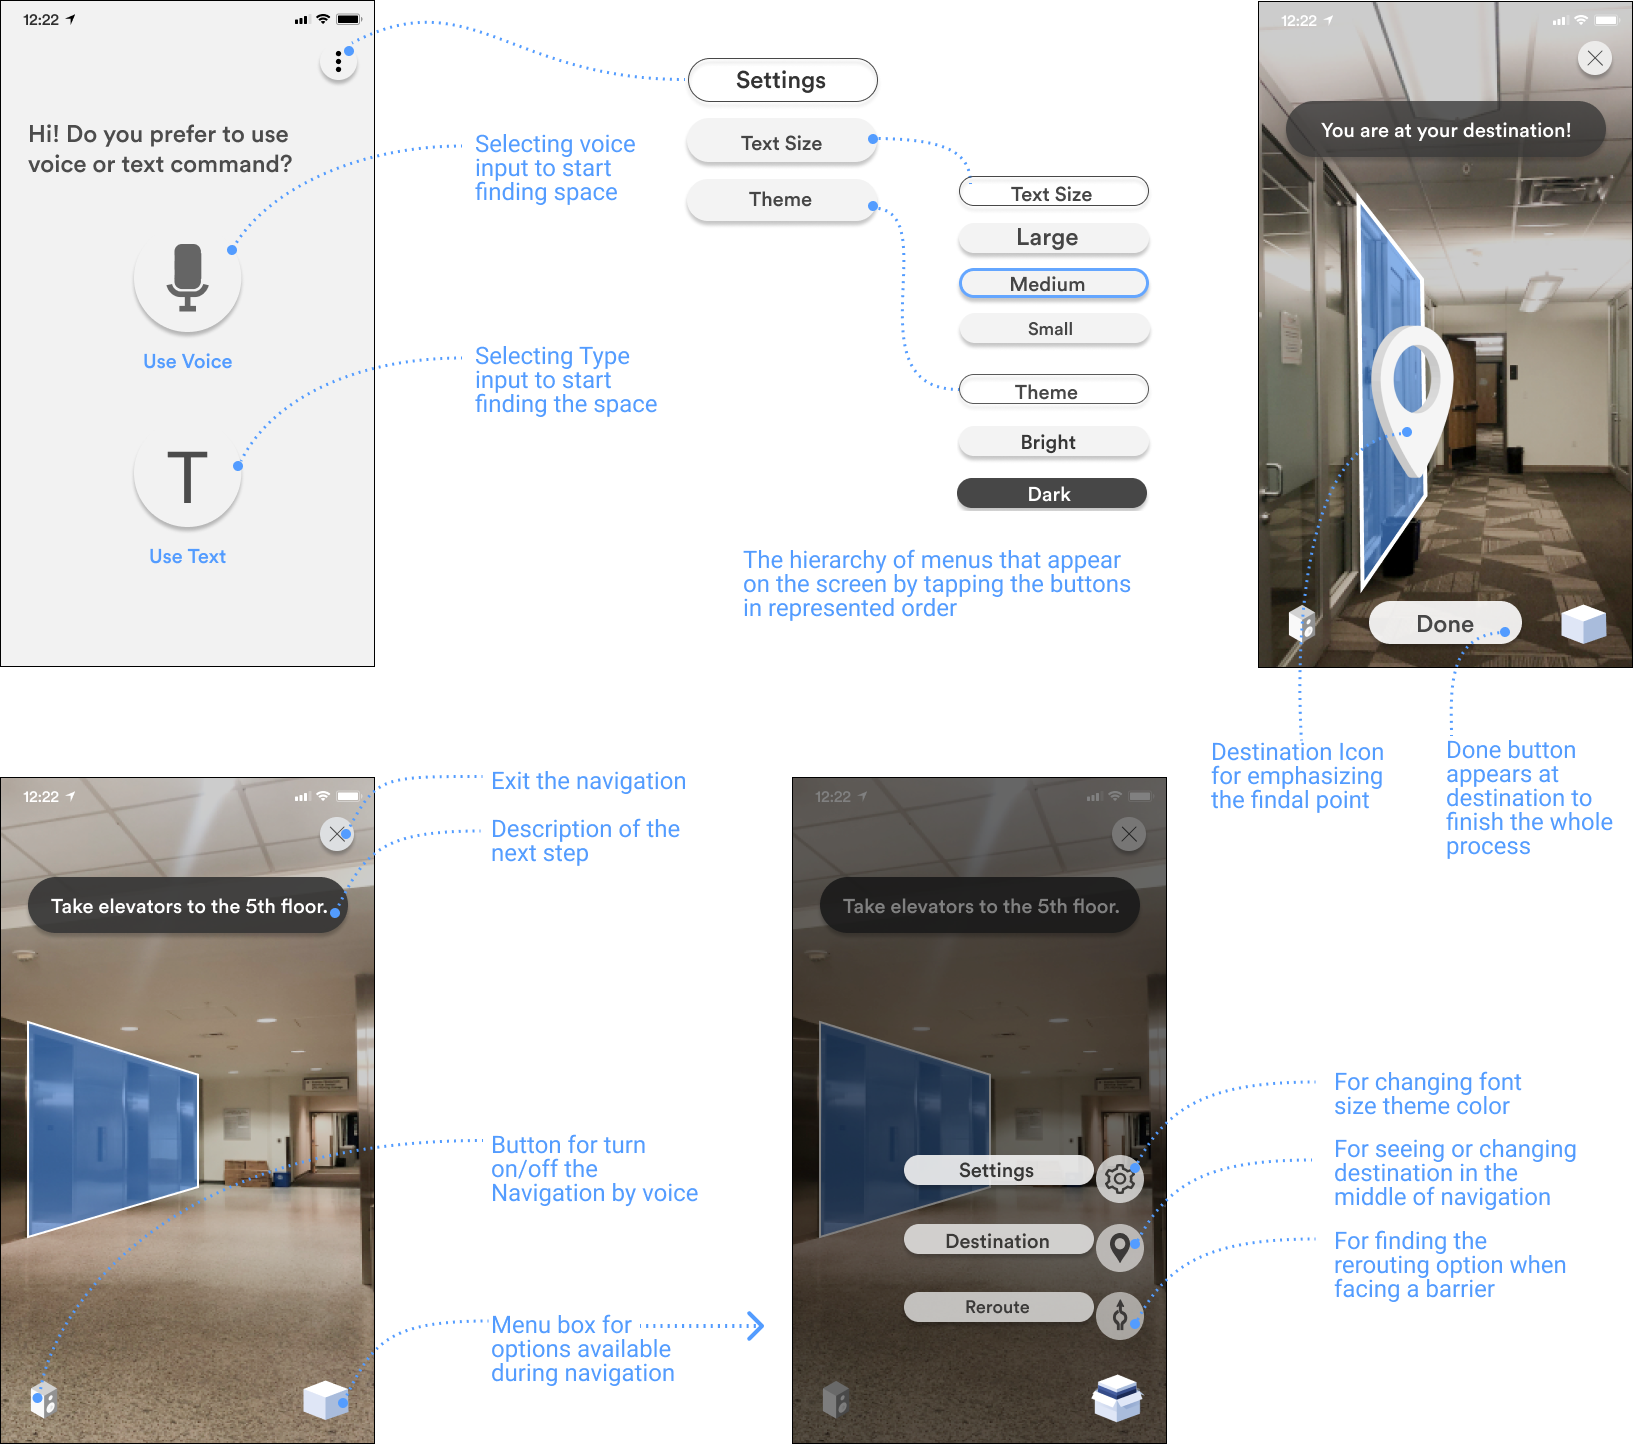 12:22
Hi! Do you prefer to use
voice or text command?
Use Voice
T
Use Text
Selecting voice
input to start
finding space
Selecting Type
input to start
finding the space
Settings
Text Size
Theme
Text Size
Large
Medium
Small
Theme
Bright
Dark
The hierarchy of menus that appear
on the screen by tapping the buttons
in represented order
12:22
You are at your destination!
Done
Destination Icon
for emphasizing
the findal point
Done button
appears at
destination to
finish the whole
process
12:22
Take elevators to the 5th floor.
Exit the navigation
Description of the
next step
Button for turn
on/off the
Navigation by voice
Menu box for
options available
during navigation
12:22
Take elevators to the 5th floor.
Settings
Destination
Reroute
For changing font
size theme color
For seeing or changing
destination in the
middle of navigation
For finding the
rerouting option when
facing a barrier